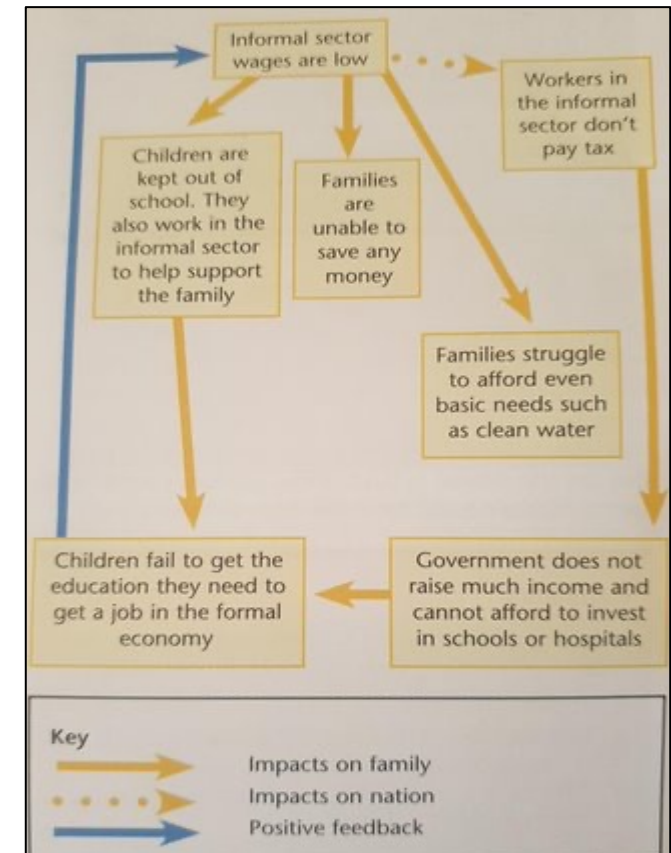 Informal sector
wages are low
Workers in
the informal
sector don't
pay tax
Children are
kept out of
school. They
also work in the
informal sector
to help support
the family
Families
are
unable to
save any
money
Families struggle
to afford even
basic needs such
as clean water
Children fail to get the
education they need to
get a job in the formal
economy
Government does not
raise much income and
cannot afford to invest
in schools or hospitals
Key
Impacts on family
Impacts on nation
Positive feedback